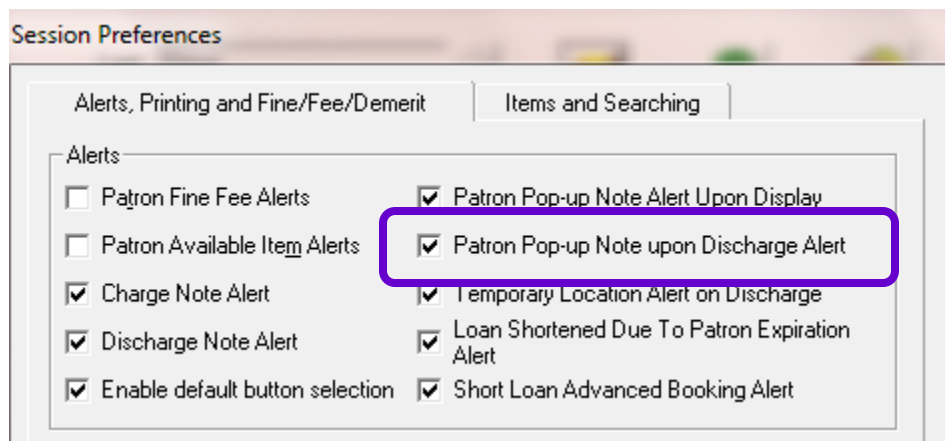 Session Preferences
Alerts, Printing and Fine/Fee/Demerit
Items and Searching
Alerts
Patron Fine Fee Alerts
Patron Pop-up Note Alert Upon Display
Patron Available Item Alerts
Patron Pop-up Note upon Discharge Alert
Charge Note Alert
Temporary Location Alert on Discharge
Discharge Note Alert
Loan Shortened Due To Patron Expiration
Alert
Enable default button selection
Short Loan Advanced Booking Alert